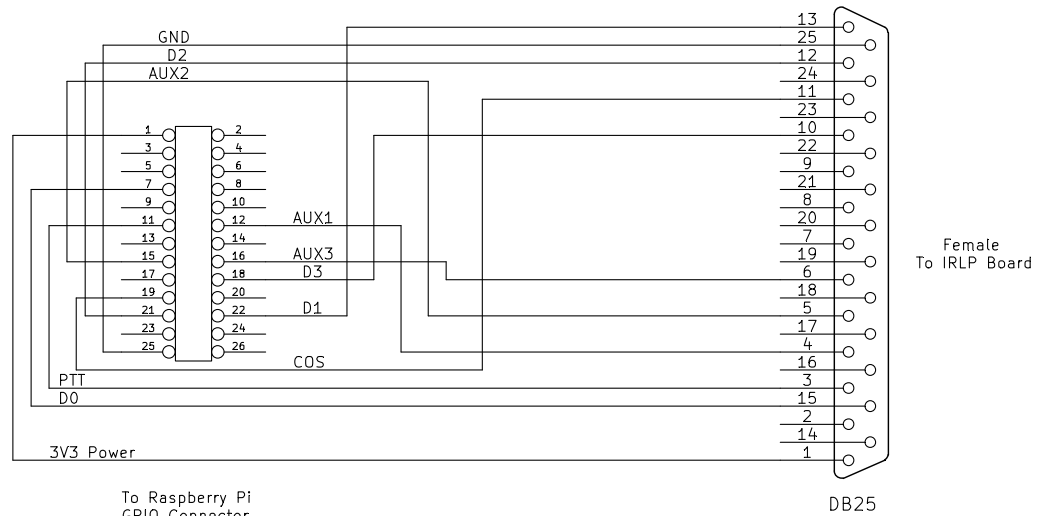 13
GND 25
D2 12
AUX2 24
11
23
1 2 10
3 4 22
5 6 9
7 8 21
9 10 8
11 12 AUX1 20
13 14 7
15 16 AUX3 19
17 18 D3 6
19 20 18
21 22 D1 5
23 24 17
25 26 4
COS 16
PTT 3
D0 15
2
14
3V3 Power 1
Female
To IRLP Board
To Raspberry Pi
GPIO Connector
DB25